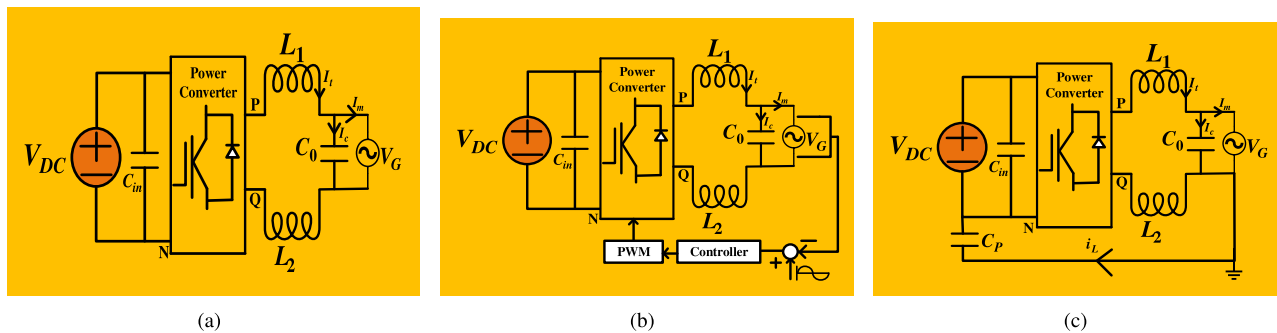 L1
It
Im
Power
Converter
P
Ic
VDC
Cin
C0
VG
Q
N
L2
(a)
L1
It
Power
Converter
P
Im
Ic
VDC
Cin
C0
VG
Q
N
L2
PWM
Controller
+
−
(b)
L1
It
Power
Converter
P
Im
Ic
VDC
Cin
C0
VG
Q
N
L2
CP
iL
(c)